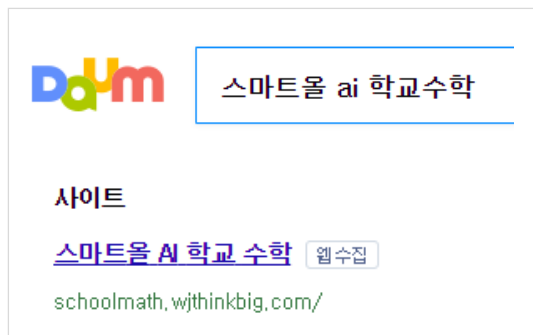 Daum
스마트올 ai 학교수학
사이트
스마트올 AI 학교 수학 웹수집
schoolmath.wjthinkbig.com/